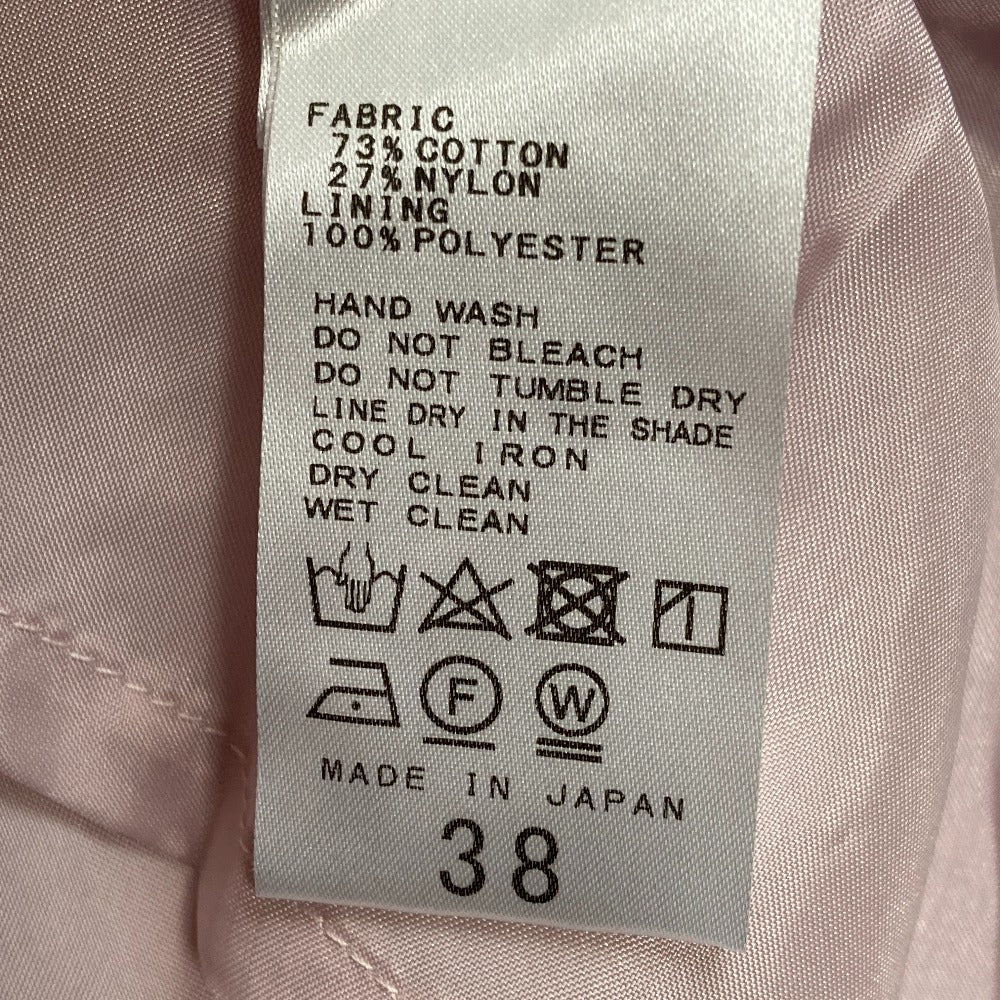 FABRIC
73% COTTON
27% NYLON
LINING
100% POLYESTER
HAND WASH
DO NOT BLEACH
DO NOT TUMBLE DRY
LINE DRY IN THE SHADE
COOL IRON
DRY CLEAN
WET CLEAN
F W
MADE IN JAPAN
38